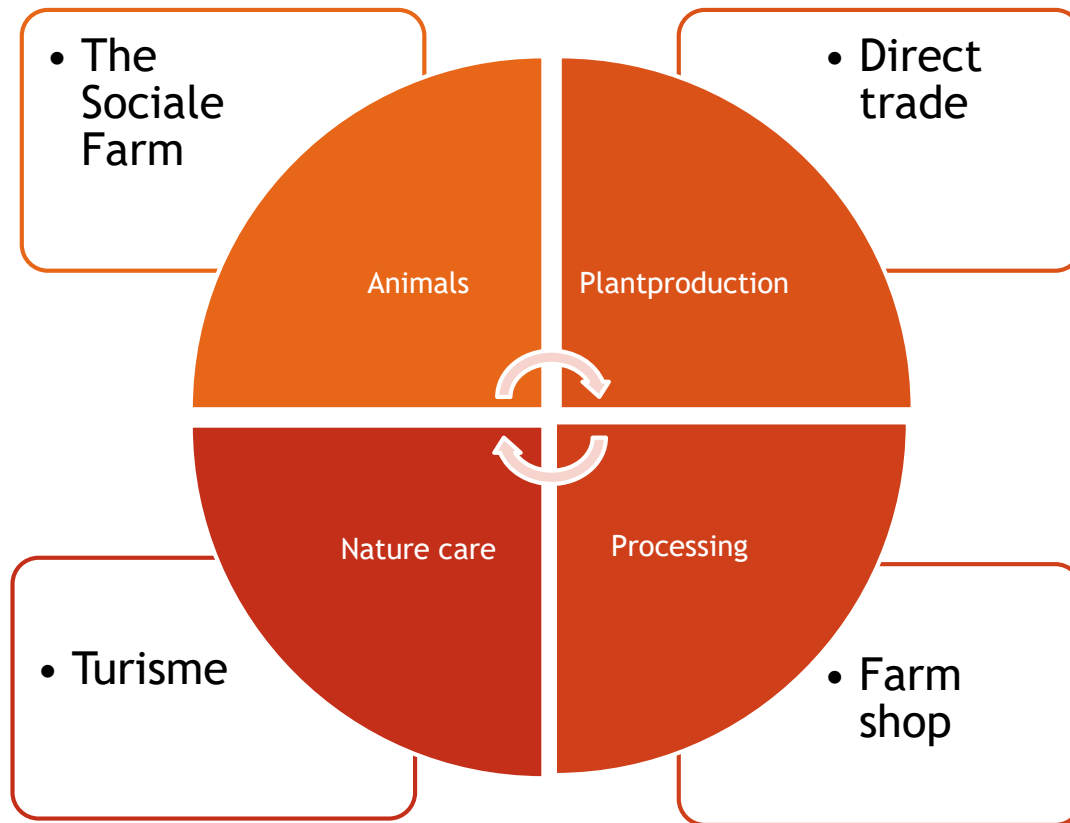 • The
Sociale
Farm
• Direct
trade
Animals
Plantproduction
Nature care
Processing
• Turisme
• Farm
shop